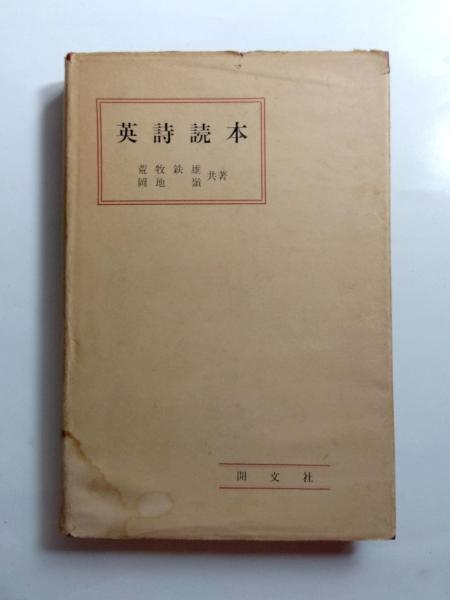 英詩読本
荒牧鉄雄
岡地嶺 共著
開文社